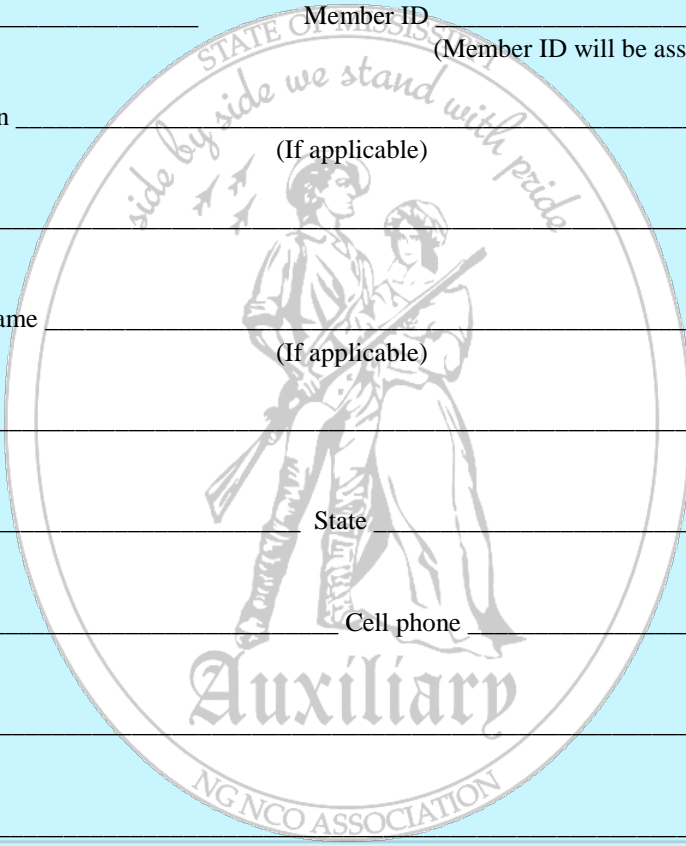 Member ID
STATE OF MISSISSIPPI
(Member ID will be ass
side by side we stand with pride
n
(If applicable)
ame
(If applicable)
State
Cell phone
Auxiliary
NG NCO ASSOCIATION